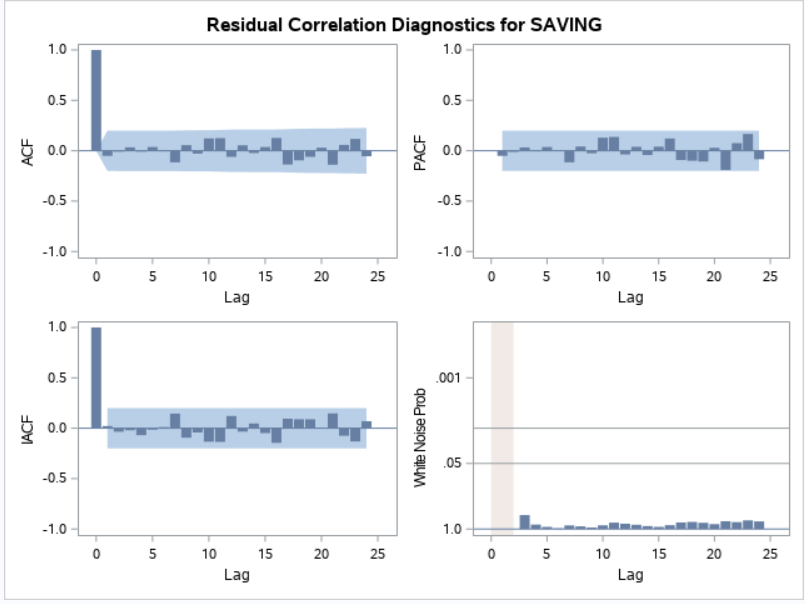 Residual Correlation Diagnostics for SAVING
1.0
0.5
0.0
-0.5
-1.0
ACF
0 5 10 15 20 25
Lag
1.0
0.5
0.0
-0.5
-1.0
PACF
0 5 10 15 20 25
Lag
1.0
0.5
0.0
-0.5
-1.0
IACF
0 5 10 15 20 25
Lag
.001
.05
1.0
White Noise Prob
0 5 10 15 20 25
Lag